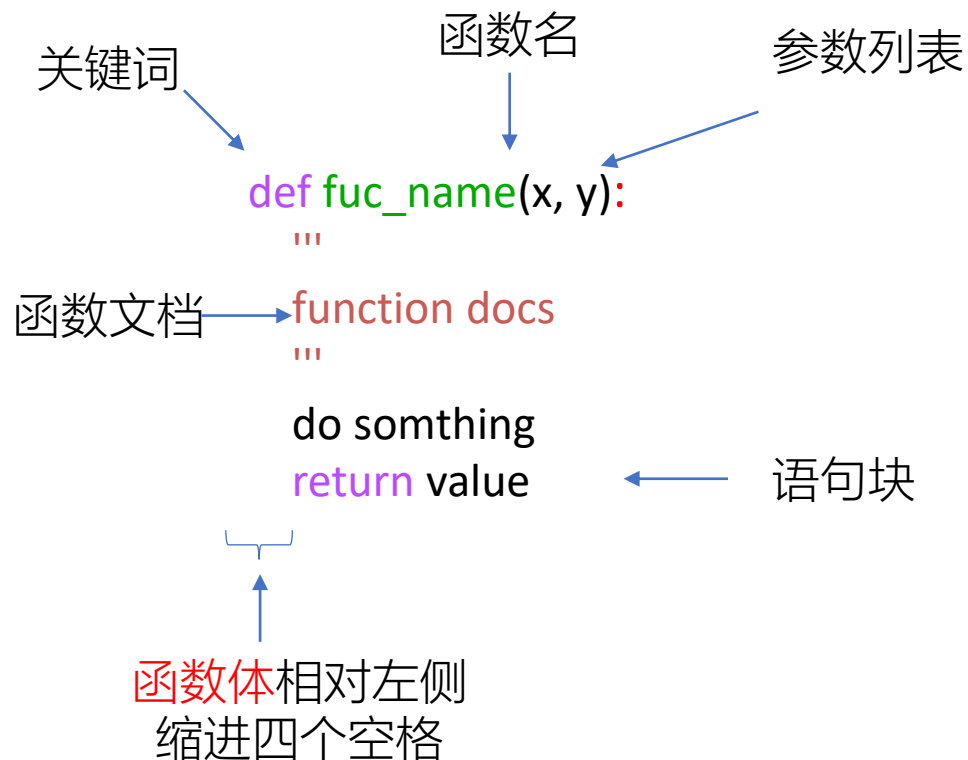 关键词
函数名
参数列表
def fuc_name(x, y):
'''
函数文档
function docs
'''
do somthing
return value
语句块
函数体相对左侧
缩进四个空格